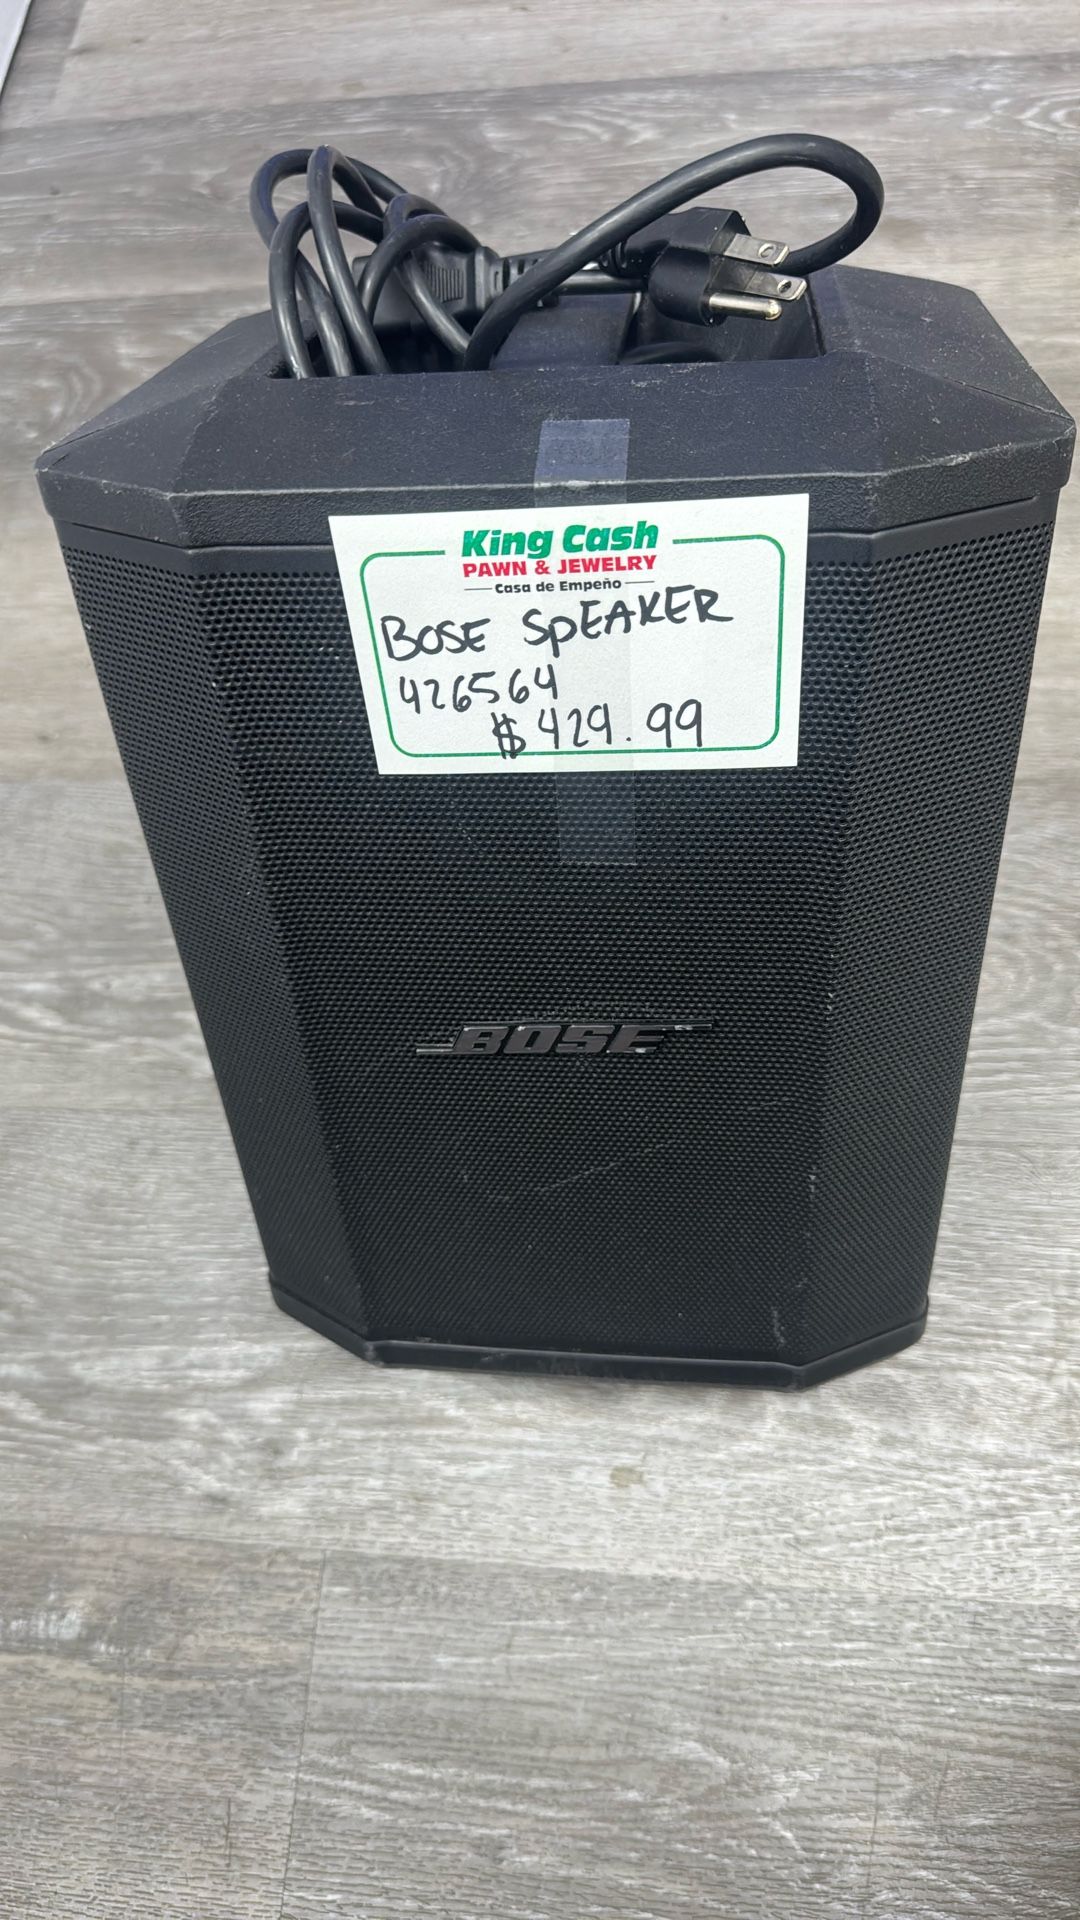 King Cash
PAWN & JEWELRY
Casa de Empeño
BOSE SPEAKER
426564
$429.99
BOSE